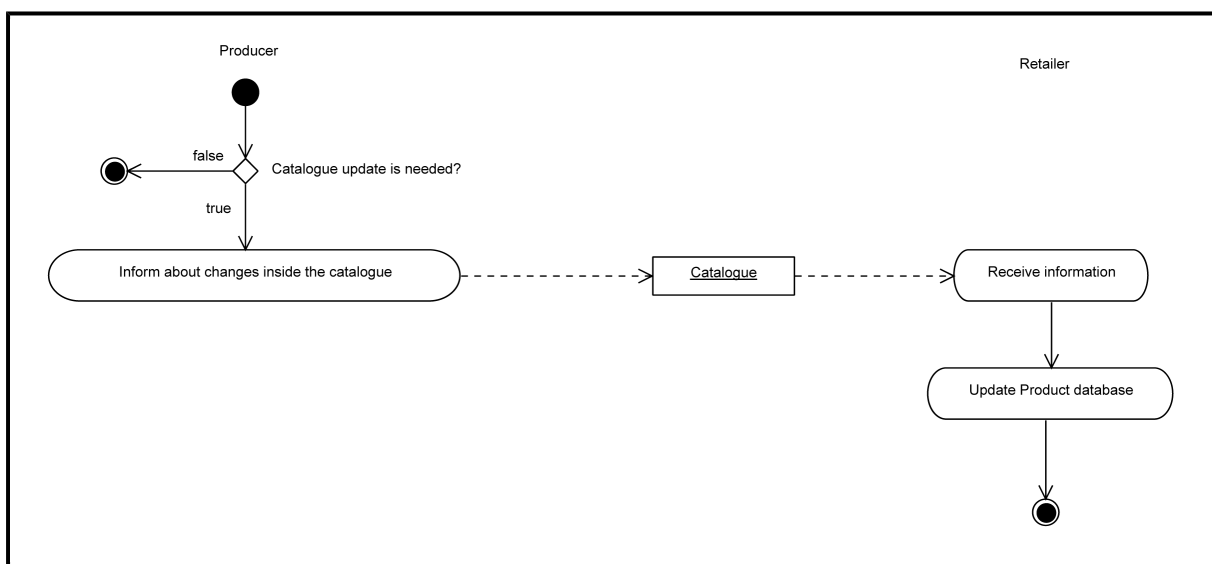 Producer
Retailer
false
Catalogue update is needed?
true
Inform about changes inside the catalogue
Catalogue
Receive information
Update Product database